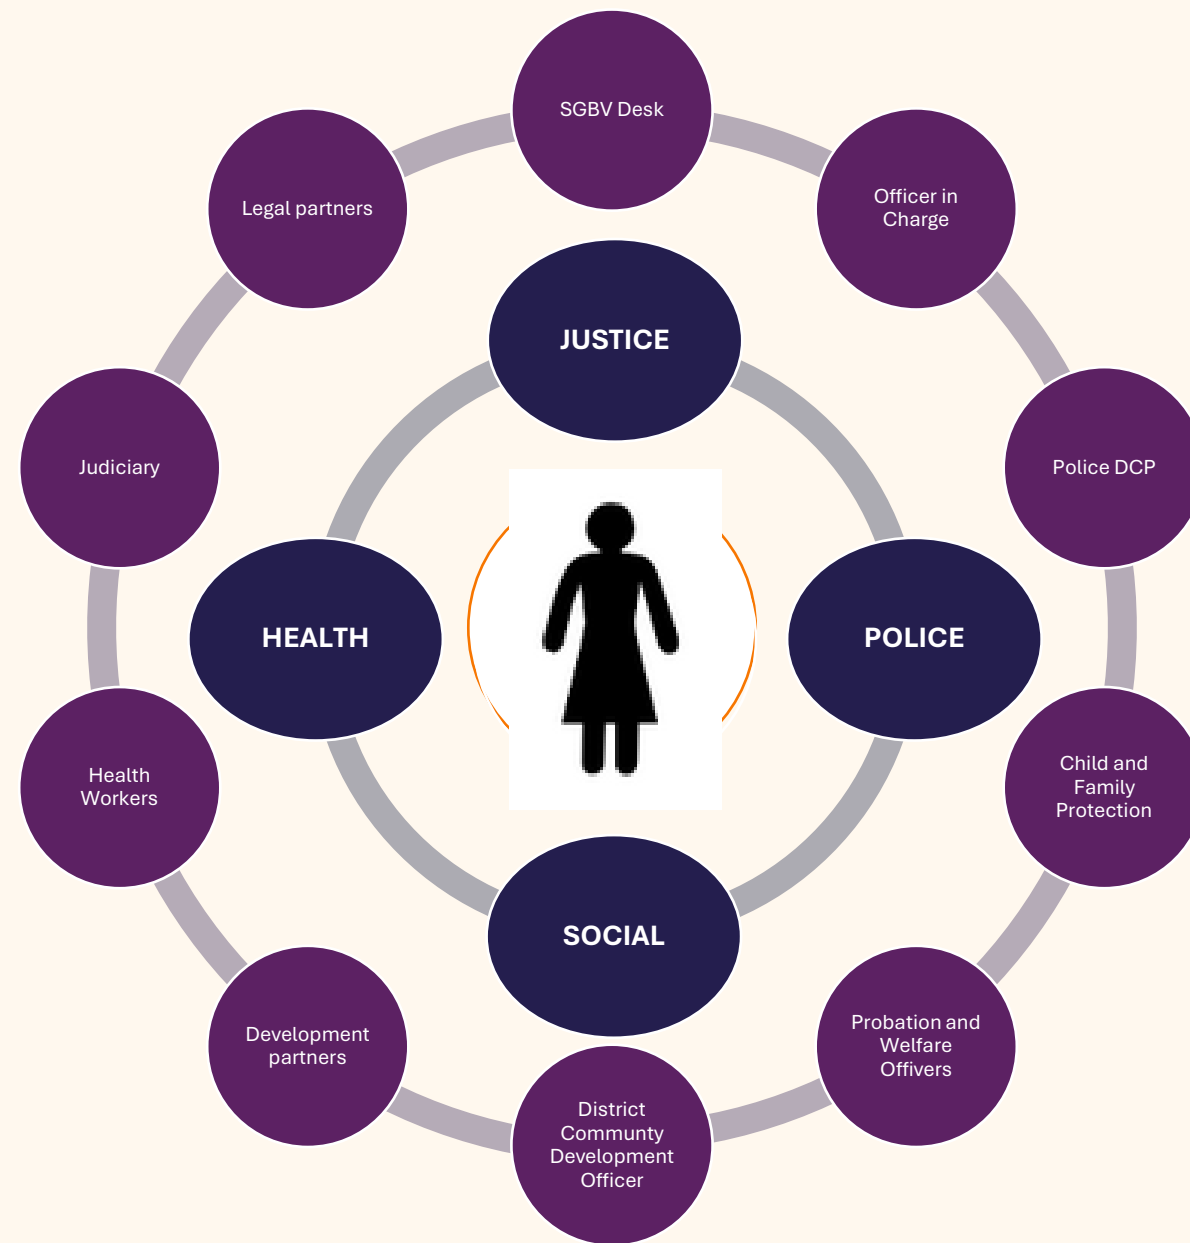 SGBV Desk
Legal partners
Officer in
Charge
JUSTICE
Judiciary
Police DCP
HEALTH
POLICE
Health
Workers
Child and
Family
Protection
SOCIAL
Development
partners
Probation and
Welfare
Offivers
District
Communty
Development
Officer